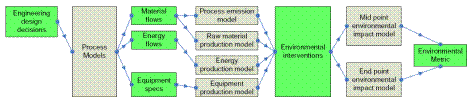 Engineering
design
decisions
Process
Models
Material
flows
Energy
flows
Equipment
specs
Process emission
model
Raw material
production model
Energy
production model
Equipment
production model
Environmental
interventions
Mid point
environmental
impact model
End point
environmental
impact model
Environmental
Metric